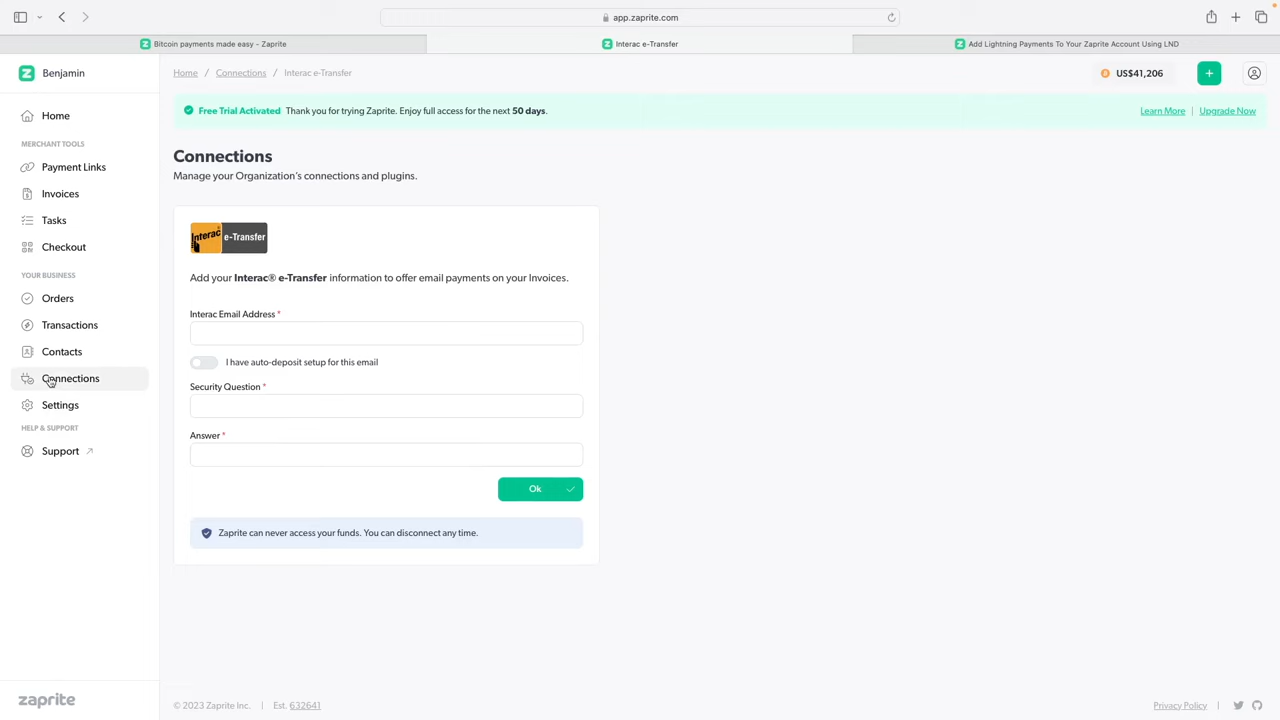 app.zaprite.com
Bitcoin payments made easy - Zaprite
Interac e-Transfer
Add Lightning Payments To Your Zaprite Account Using LND
Benjamin
Home / Connections / Interac e-Transfer
US$41,206
Free Trial Activated Thank you for trying Zaprite. Enjoy full access for the next 50 days.
Learn More | Upgrade Now
Home
MERCHANT TOOLS
Payment Links
Invoices
Tasks
Checkout
YOUR BUSINESS
Orders
Transactions
Contacts
Connections
Settings
HELP & SUPPORT
Support
zaprite
Connections
Manage your Organization's connections and plugins.
Interac e-Transfer
Add your Interac® e-Transfer information to offer email payments on your Invoices.
Interac Email Address *
I have auto-deposit setup for this email
Security Question *
Answer *
Ok
Zaprite can never access your funds. You can disconnect any time.
© 2023 Zaprite Inc. | Est. 632641
Privacy Policy |